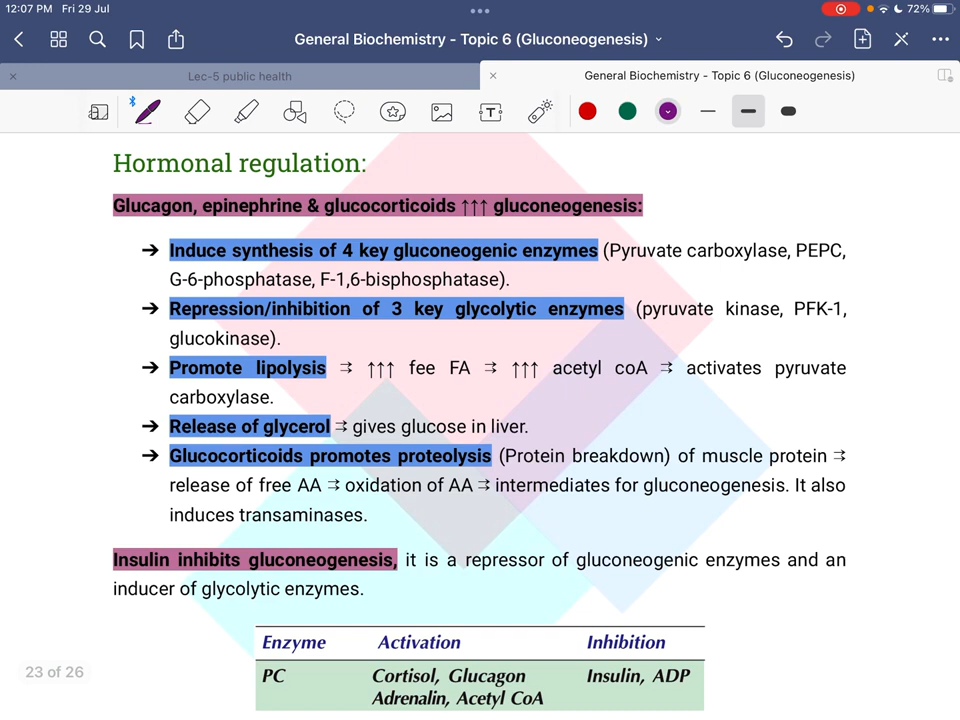 12:07 PM Fri 29 Jul
72%
General Biochemistry - Topic 6 (Gluconeogenesis)
Lec-5 public health
General Biochemistry - Topic 6 (Gluconeogenesis)
Hormonal regulation:
Glucagon, epinephrine & glucocorticoids ↑↑↑ gluconeogenesis:
➔ Induce synthesis of 4 key gluconeogenic enzymes (Pyruvate carboxylase, PEPC,
G-6-phosphatase, F-1,6-bisphosphatase).
➔ Repression/inhibition of 3 key glycolytic enzymes (pyruvate kinase, PFK-1,
glucokinase).
➔ Promote lipolysis ⇉ ↑↑↑ fee FA ⇉ ↑↑↑ acetyl coA ⇉ activates pyruvate
carboxylase.
➔ Release of glycerol ⇉ gives glucose in liver.
➔ Glucocorticoids promotes proteolysis (Protein breakdown) of muscle protein ⇉
release of free AA ⇉ oxidation of AA ⇉ intermediates for gluconeogenesis. It also
induces transaminases.
Insulin inhibits gluconeogenesis, it is a repressor of gluconeogenic enzymes and an
inducer of glycolytic enzymes.
Enzyme Activation Inhibition
PC Cortisol, Glucagon Insulin, ADP
Adrenalin, Acetyl CoA
23 of 26